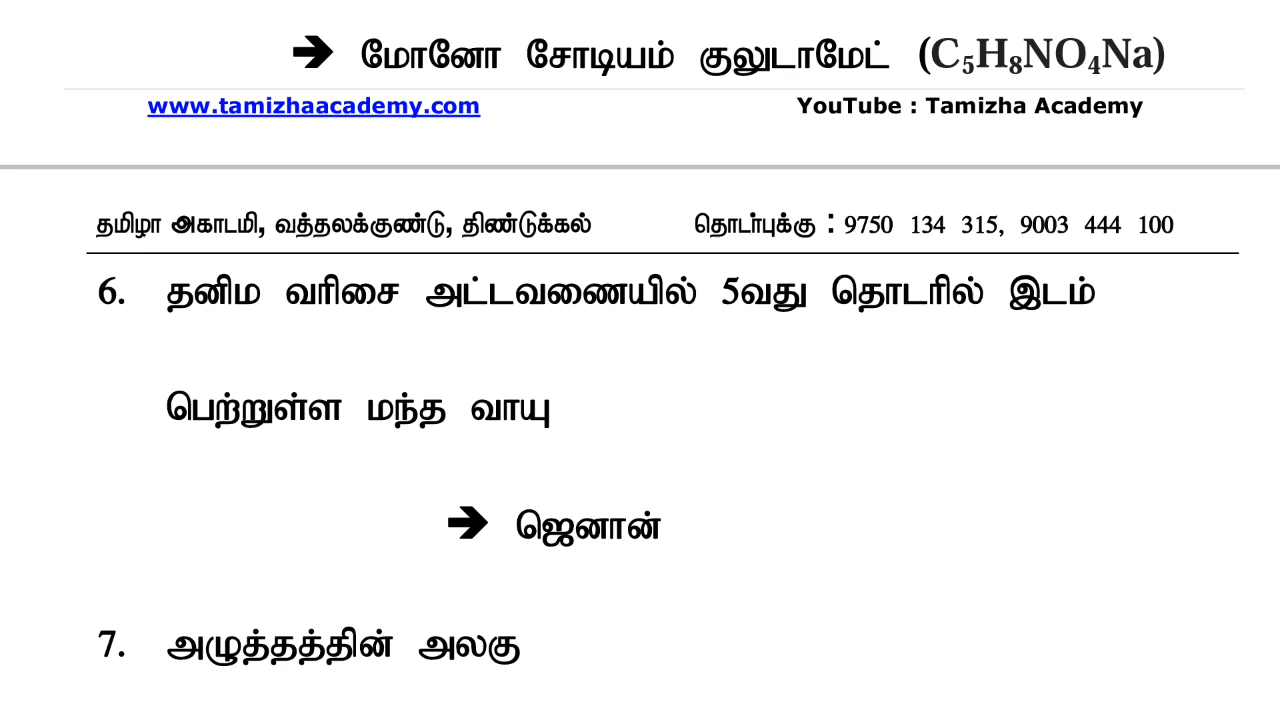 ➔ மோனோ சோடியம் குலுடாமேட் (C₅H₈NO₄Na)
www.tamizhaacademy.com YouTube : Tamizha Academy
தமிழா அகாடமி, வத்தலக்குண்டு, திண்டுக்கல் தொடர்புக்கு : 9750 134 315, 9003 444 100
6. தனிம வரிசை அட்டவணையில் 5வது தொடரில் இடம்
பெற்றுள்ள மந்த வாயு
➔ ஜெனான்
7. அழுத்தத்தின் அலகு